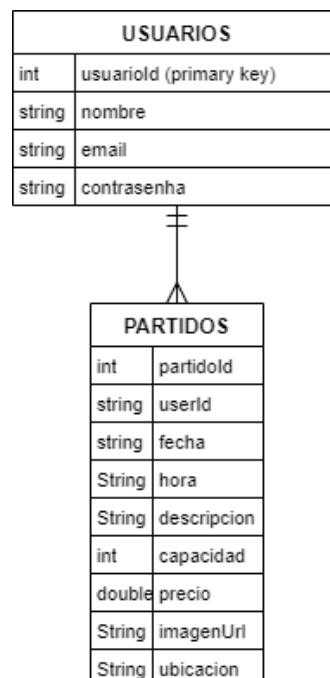 USUARIOS
int usuarioId (primary key)
string nombre
string email
string contrasenha
PARTIDOS
int partidoId
string userId
string fecha
String hora
String descripcion
int capacidad
double precio
String imagenUrl
String ubicacion